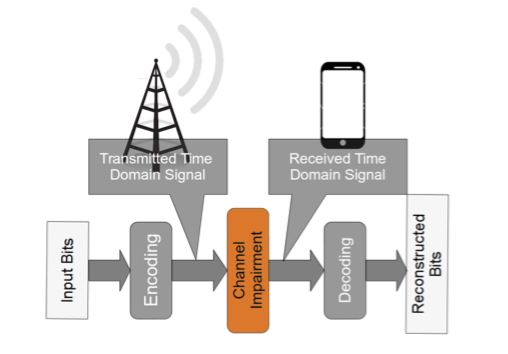 Transmitted Time
Domain Signal
Received Time
Domain Signal
Input Bits
Encoding
Channel
Impairment
Decoding
Reconstructed
Bits